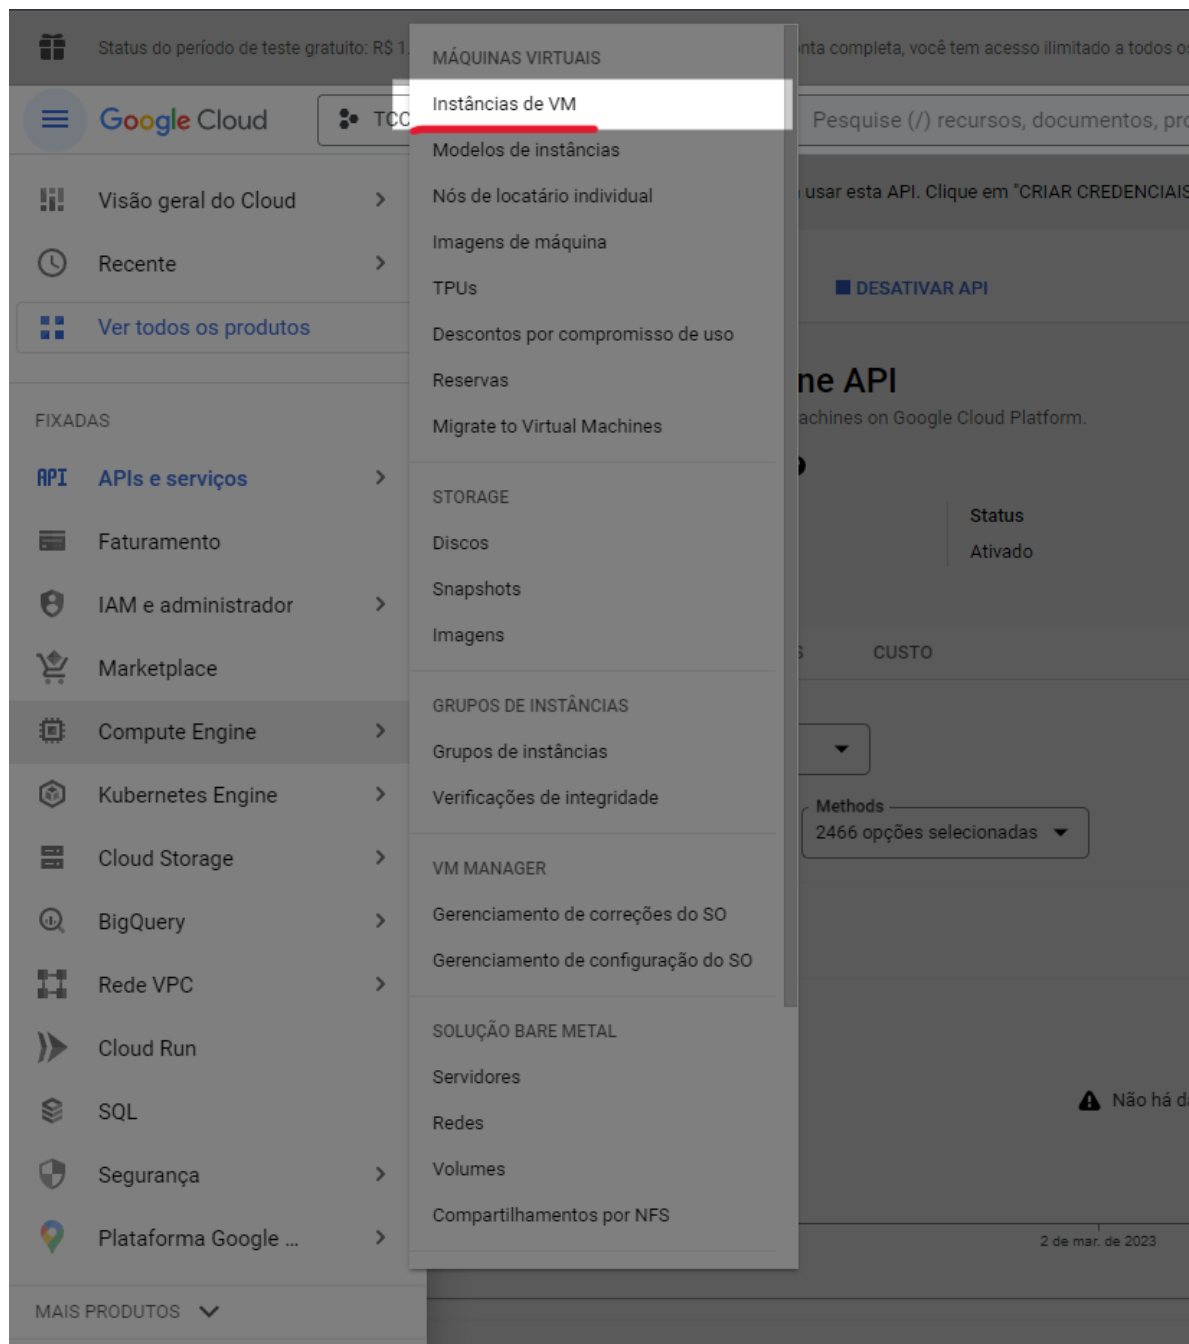 Status do período de teste gratuito: R$ 1
nta completa, você tem acesso ilimitado a todos os
Google Cloud
TCC
Pesquise (/) recursos, documentos, pro
Visão geral do Cloud
Recente
Ver todos os produtos
FIXADAS
API APIs e serviços
Faturamento
IAM e administrador
Marketplace
Compute Engine
Kubernetes Engine
Cloud Storage
BigQuery
Rede VPC
Cloud Run
SQL
Segurança
Plataforma Google ...
MAIS PRODUTOS
MÁQUINAS VIRTUAIS
Instâncias de VM
Modelos de instâncias
Nós de locatário individual
Imagens de máquina
TPUs
Descontos por compromisso de uso
Reservas
Migrate to Virtual Machines
STORAGE
Discos
Snapshots
Imagens
GRUPOS DE INSTÂNCIAS
Grupos de instâncias
Verificações de integridade
VM MANAGER
Gerenciamento de correções do SO
Gerenciamento de configuração do SO
SOLUÇÃO BARE METAL
Servidores
Redes
Volumes
Compartilhamentos por NFS
usar esta API. Clique em "CRIAR CREDENCIAIS
DESATIVAR API
ne API
achines on Google Cloud Platform.
Status
Ativado
S
CUSTO
Methods
2466 opções selecionadas
Não há da
2 de mar. de 2023